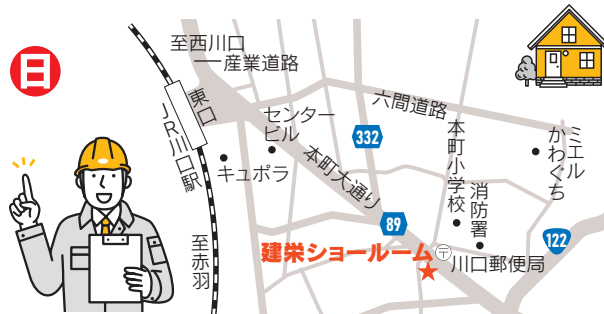 日
至西川口
産業道路
東口
JR川口駅
センター
ビル
キュポラ
本町大通り
六間道路
332
本町小学校
消防署
ミエル
かわぐち
89
122
至赤羽
建栄ショールーム
〒
川口郵便局